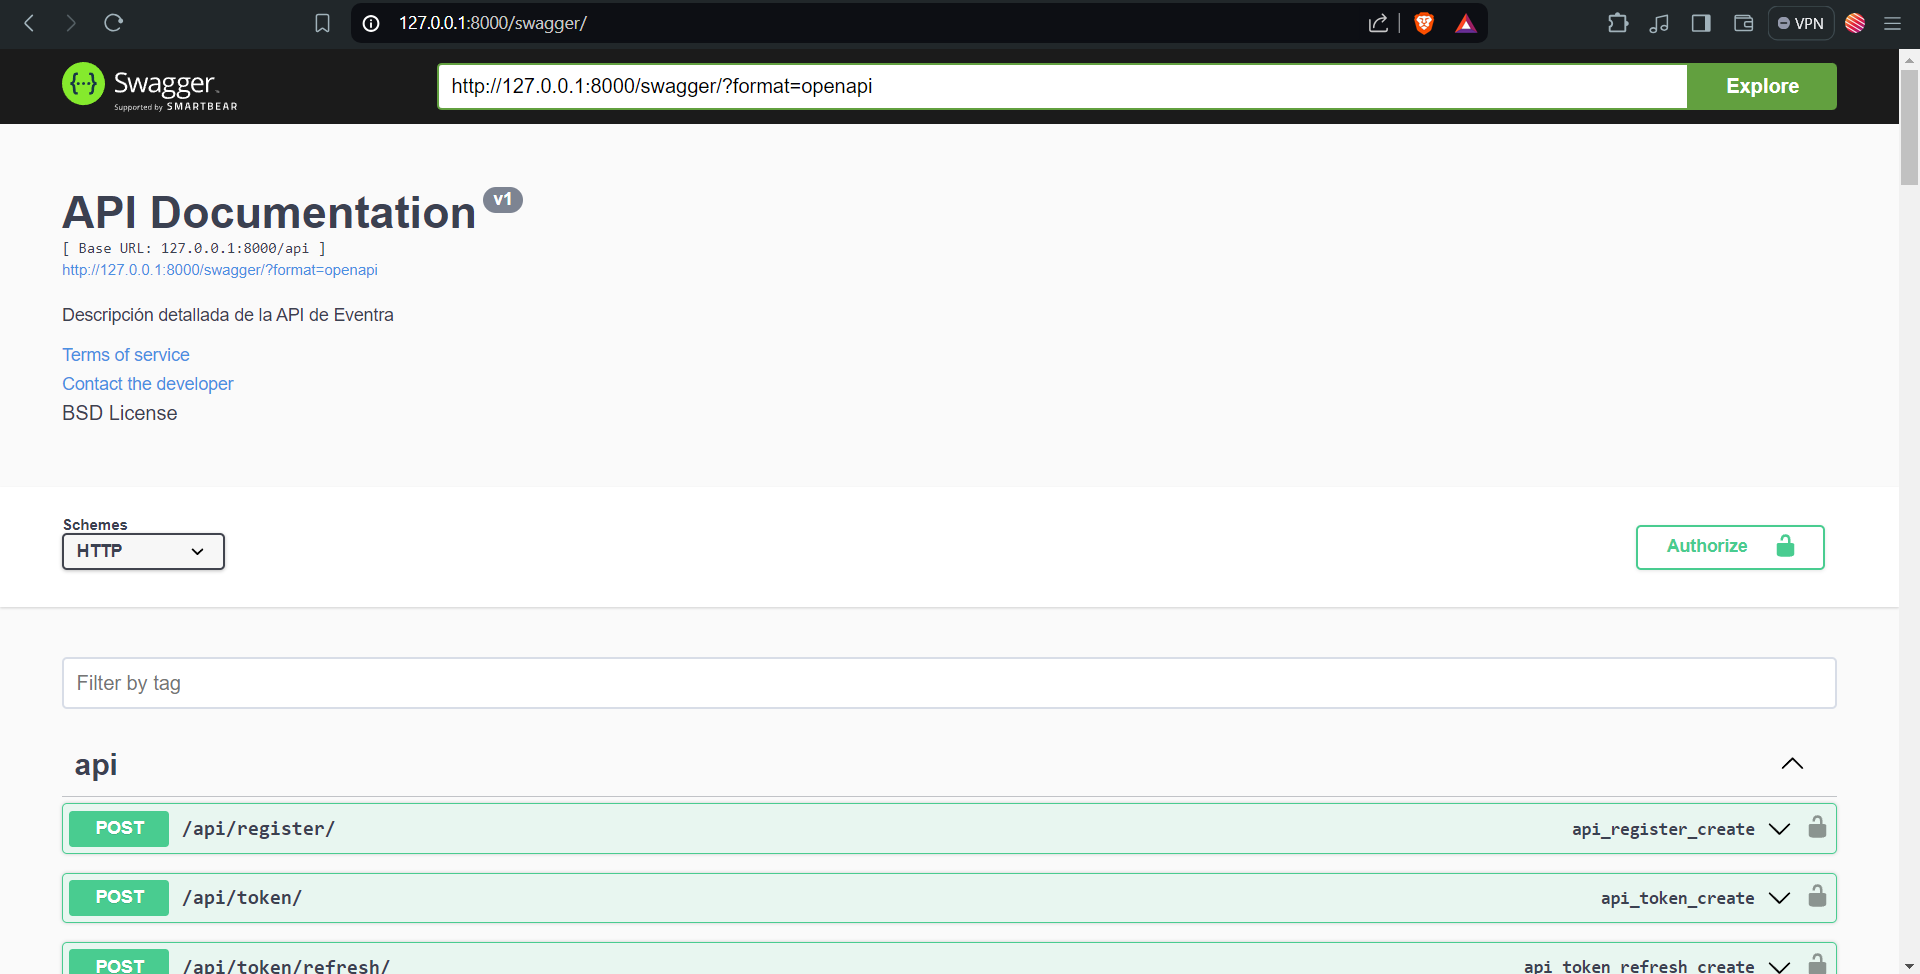 127.0.0.1:8000/swagger/
VPN
Swagger
Supported by SMARTBEAR
http://127.0.0.1:8000/swagger/?format=openapi
Explore
API Documentation v1
[ Base URL: 127.0.0.1:8000/api ]
http://127.0.0.1:8000/swagger/?format=openapi
Descripción detallada de la API de Eventra
Terms of service
Contact the developer
BSD License
Schemes
HTTP
Authorize
Filter by tag
api
POST /api/register/ api_register_create
POST /api/token/ api_token_create
POST /api/token/refresh/ api_token_refresh_create